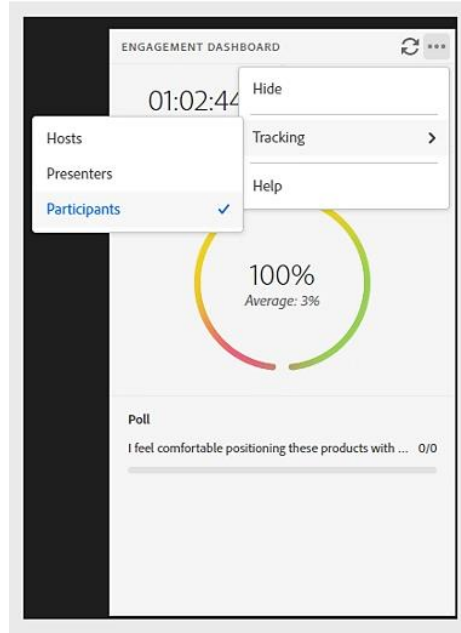 ENGAGEMENT DASHBOARD
01:02:44
Hide
Tracking
Help
Hosts
Presenters
Participants
100%
Average: 3%
Poll
I feel comfortable positioning these products with ... 0/0